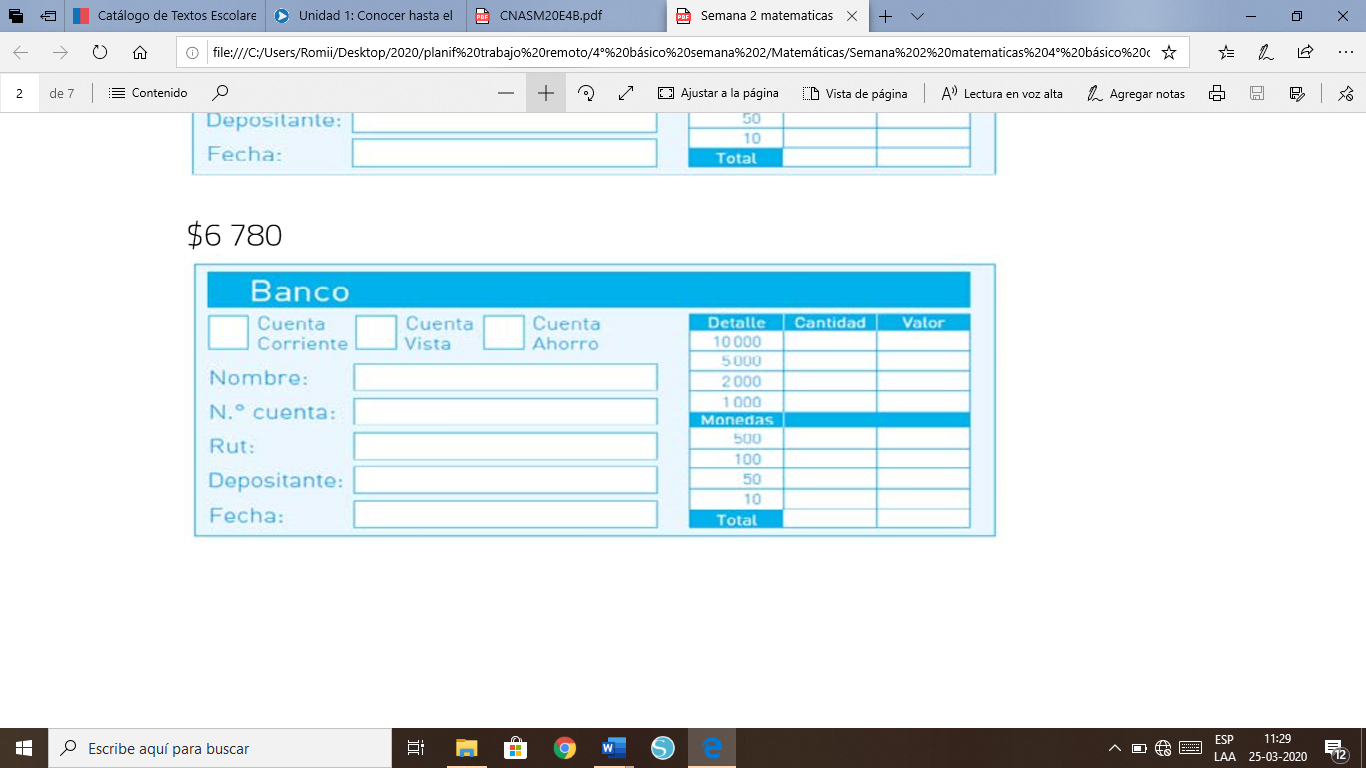 Catálogo de Textos Escolare
Unidad 1: Conocer hasta el
CNASM20E4B.pdf
Semana 2 matematicas
file:///C:/Users/Romii/Desktop/2020/planif%20trabajo%20remoto/4°%20básico%20semana%202/Matemáticas/Semana%202%20matematicas%204°%20básico%20c
2 de 7
Contenido
Ajustar a la página
Vista de página
Lectura en voz alta
Agregar notas
Depositante:
Fecha:
50
10
Total
$6 780
Banco
Cuenta Corriente
Cuenta Vista
Cuenta Ahorro
Nombre:
N.° cuenta:
Rut:
Depositante:
Fecha:
Detalle Cantidad Valor
10 000
5 000
2 000
1 000
Monedas
500
100
50
10
Total
Escribe aquí para buscar
ESP
LAA
11:29
25-03-2020
12